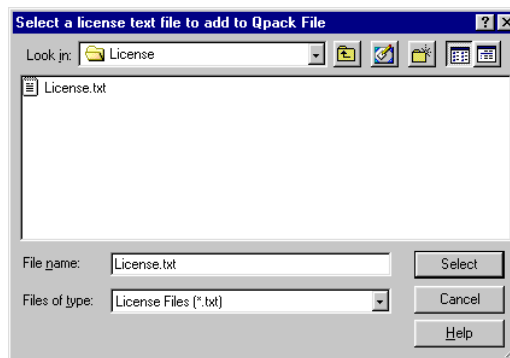 Select a license text file to add to Qpack File
Look in: License
License.txt
File name: License.txt Select
Files of type: License Files (*.txt) Cancel
Help